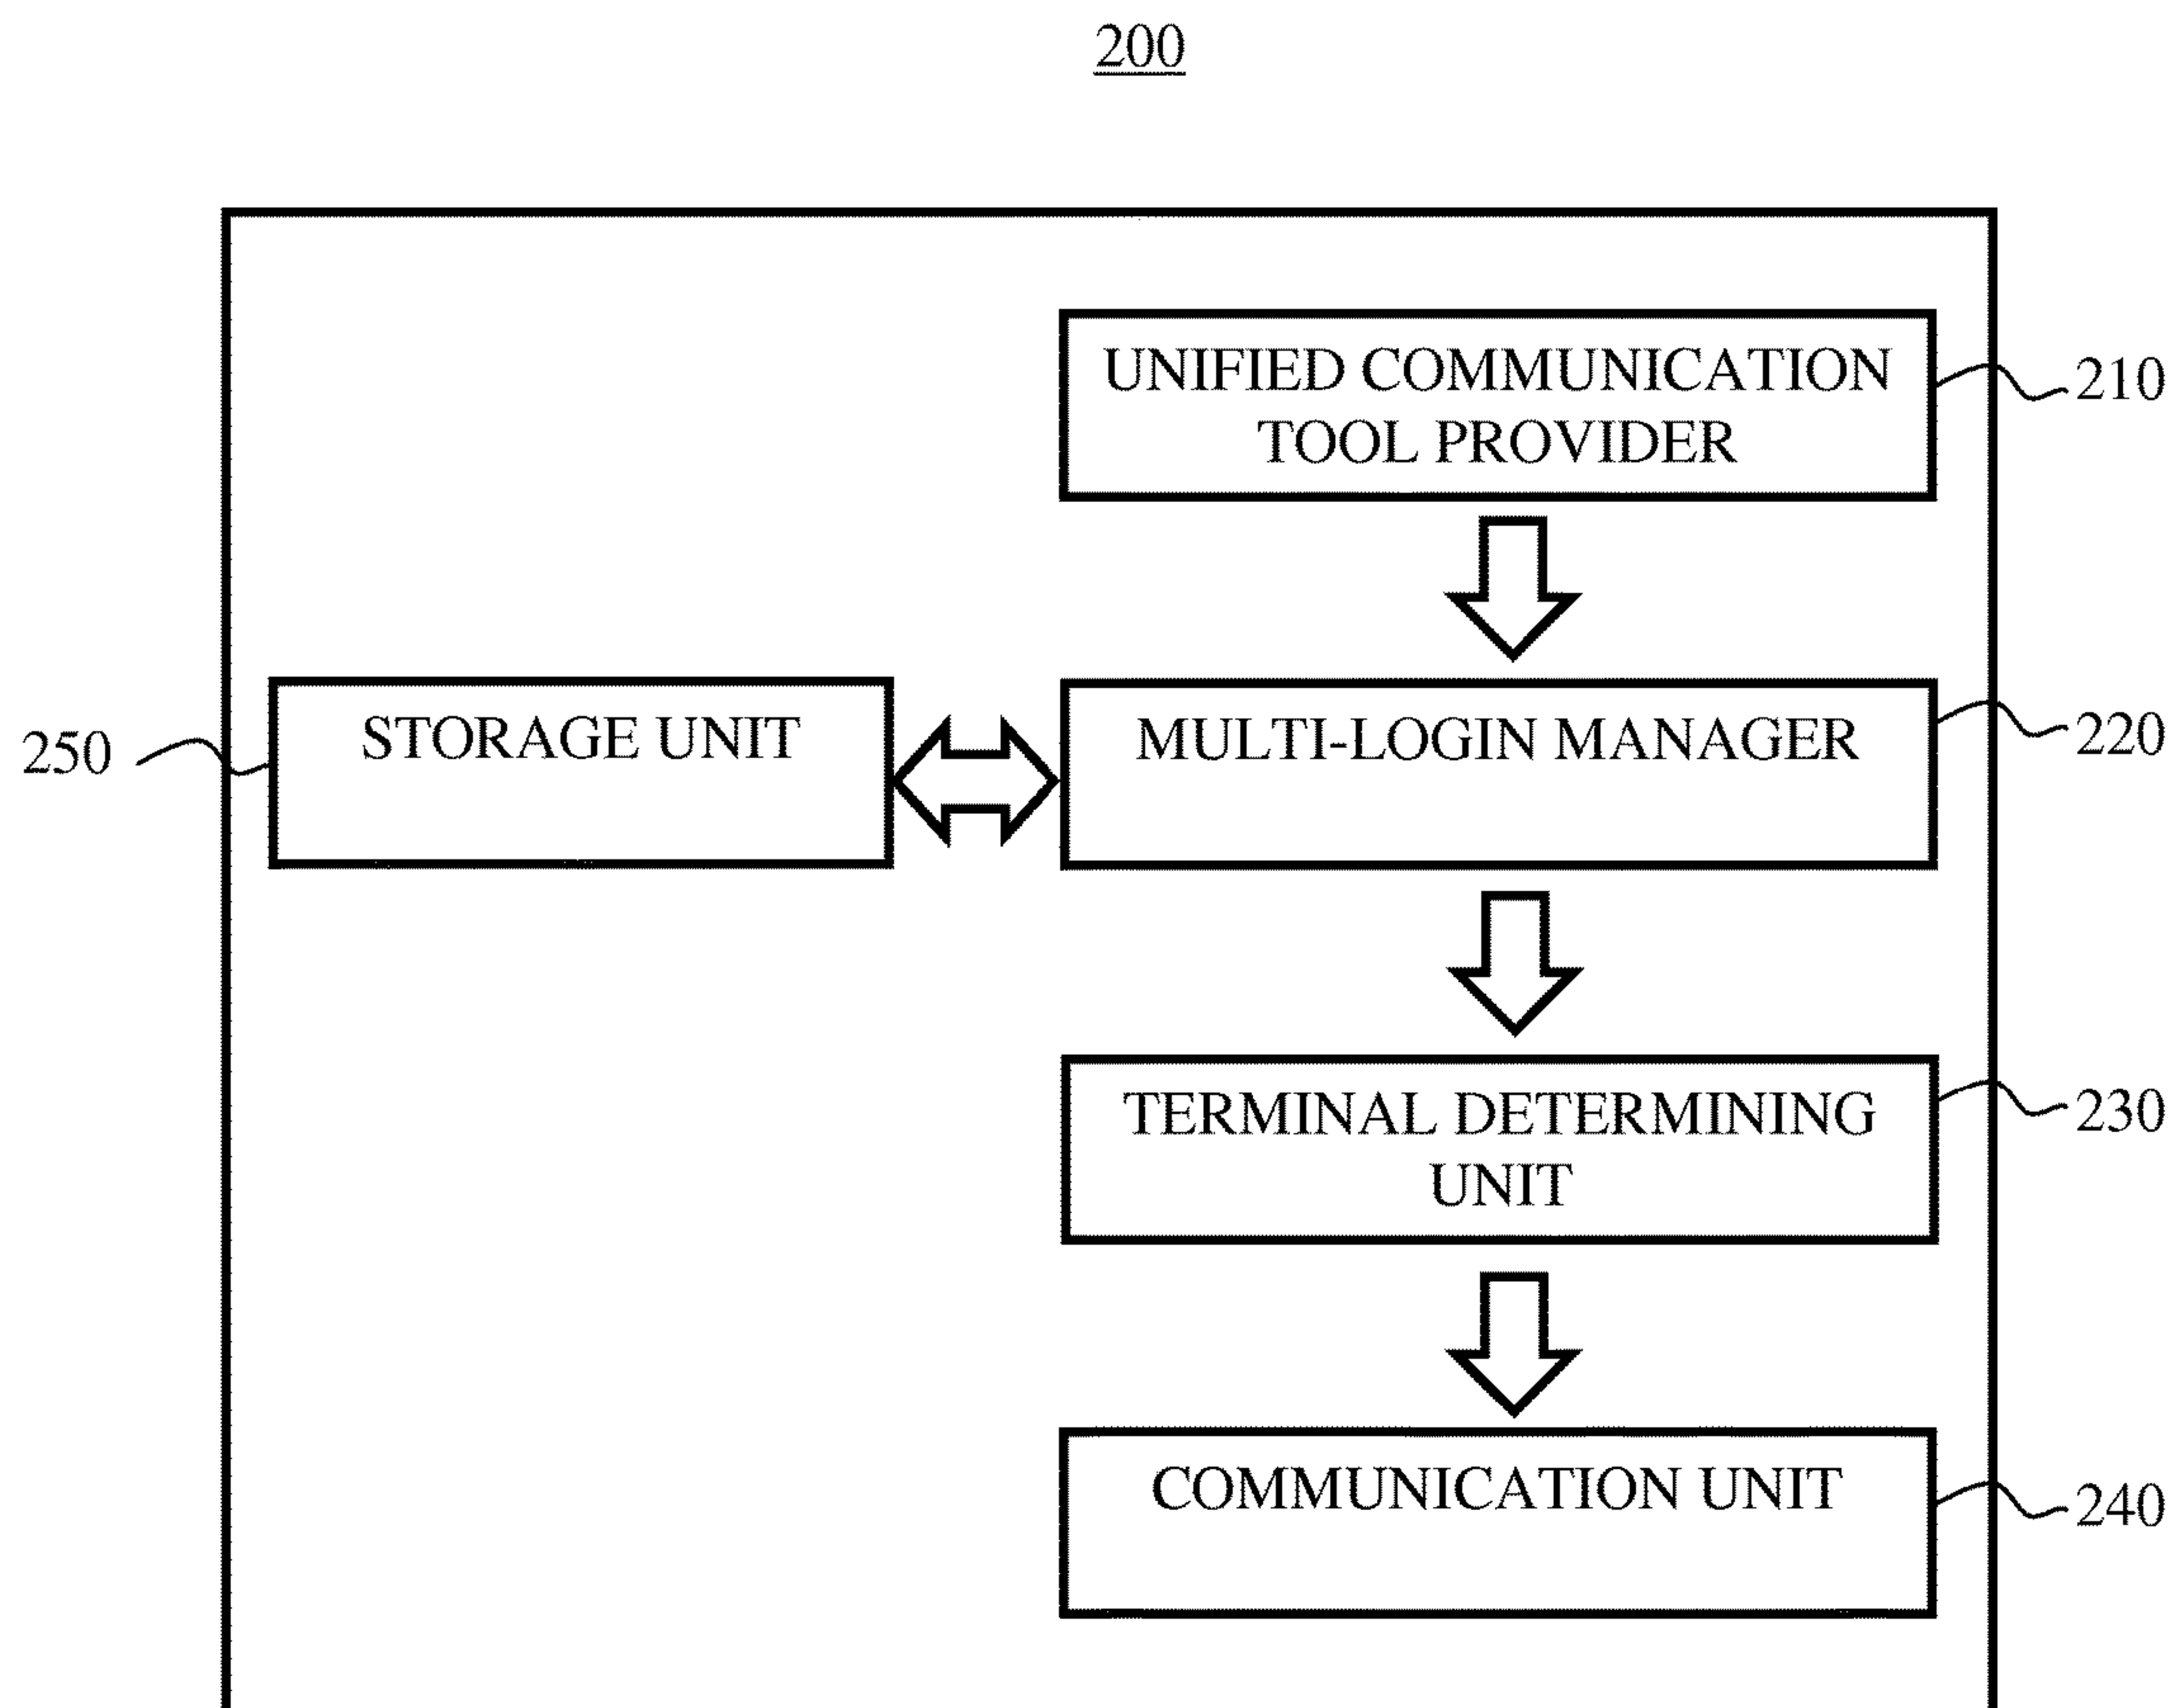 200
UNIFIED COMMUNICATION
TOOL PROVIDER
210
250
STORAGE UNIT
MULTI-LOGIN MANAGER
220
TERMINAL DETERMINING
UNIT
230
COMMUNICATION UNIT
240